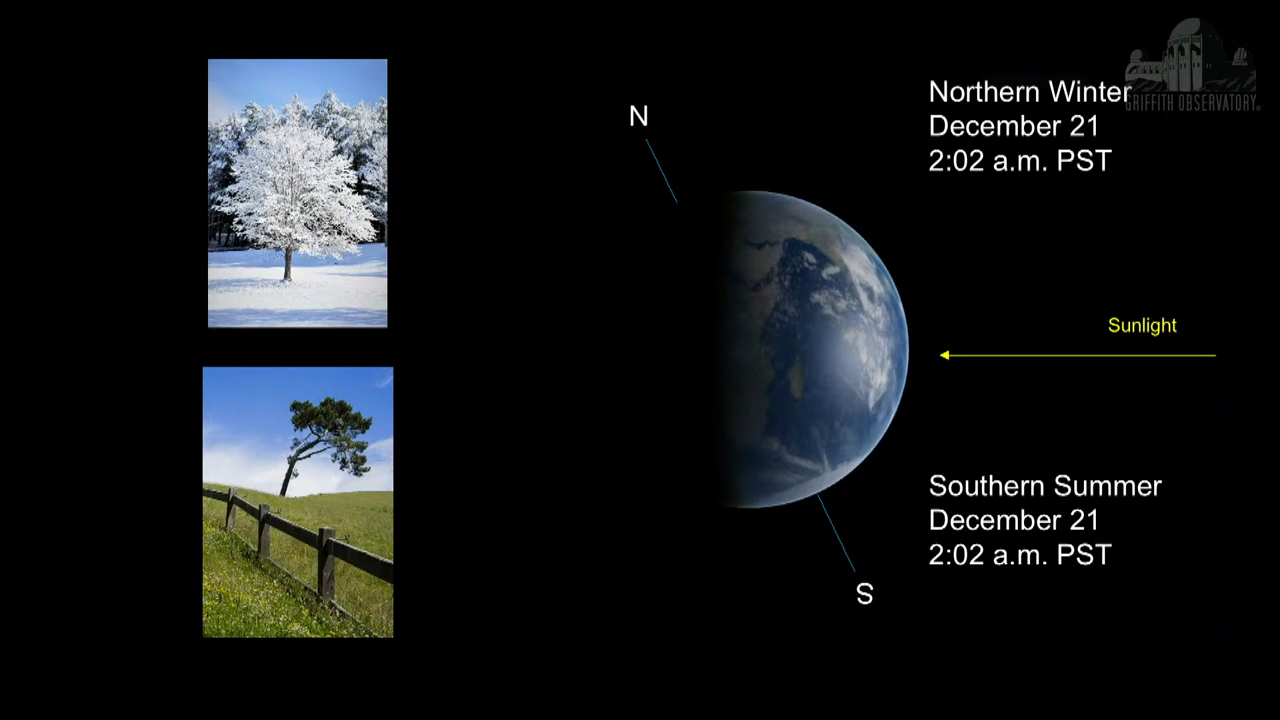 N
Northern Winter
December 21
2:02 a.m. PST
GRIFFITH OBSERVATORY
Sunlight
Southern Summer
December 21
2:02 a.m. PST
S